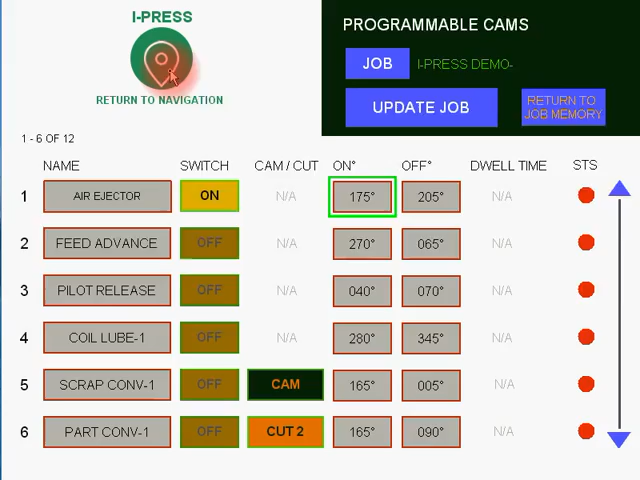 I-PRESS
RETURN TO NAVIGATION
PROGRAMMABLE CAMS
JOB I-PRESS DEMO-
UPDATE JOB
RETURN TO
JOB MEMORY
1 - 6 OF 12
NAME SWITCH CAM / CUT ON° OFF° DWELL TIME STS
1 AIR EJECTOR ON N/A 175° 205° N/A
2 FEED ADVANCE OFF N/A 270° 065° N/A
3 PILOT RELEASE OFF N/A 040° 070° N/A
4 COIL LUBE-1 OFF N/A 280° 345° N/A
5 SCRAP CONV-1 OFF CAM 165° 005° N/A
6 PART CONV-1 OFF CUT 2 165° 090° N/A